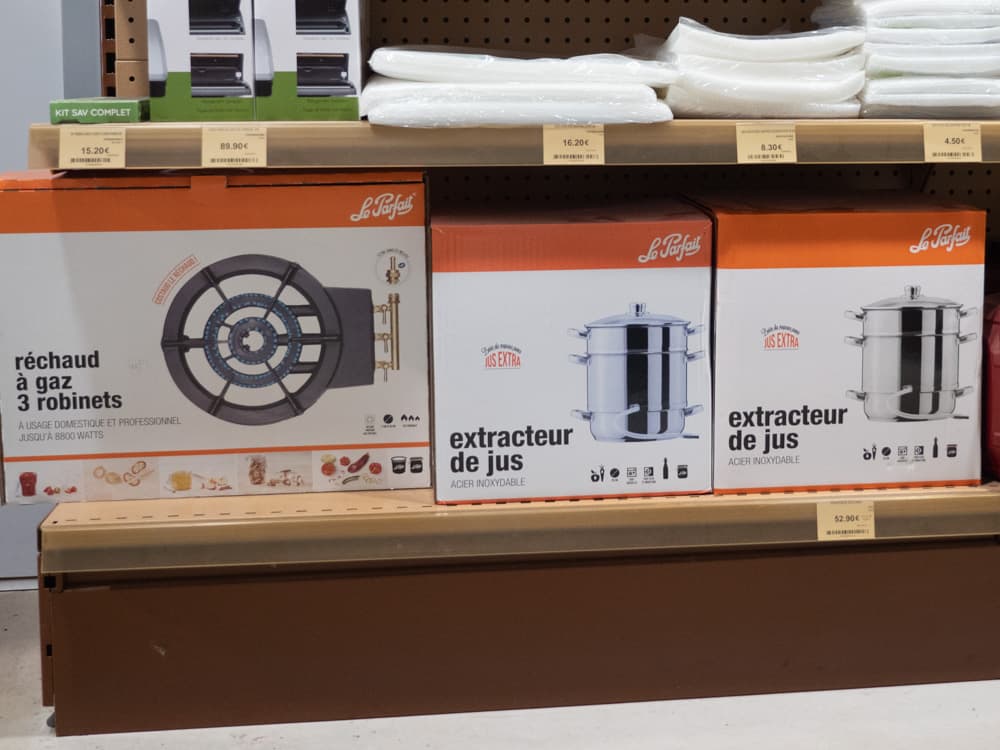 KIT SAV COMPLET
15.20€
89.90€
16.20€
8.30€
4.50€
Le Parfait
réchaud
à gaz
3 robinets
À USAGE DOMESTIQUE ET PROFESSIONNEL
JUSQU'À 8800 WATTS
Le Parfait
JUS EXTRA
extracteur
de jus
ACIER INOXYDABLE
Le Parfait
JUS EXTRA
extracteur
de jus
ACIER INOXYDABLE
52.90€